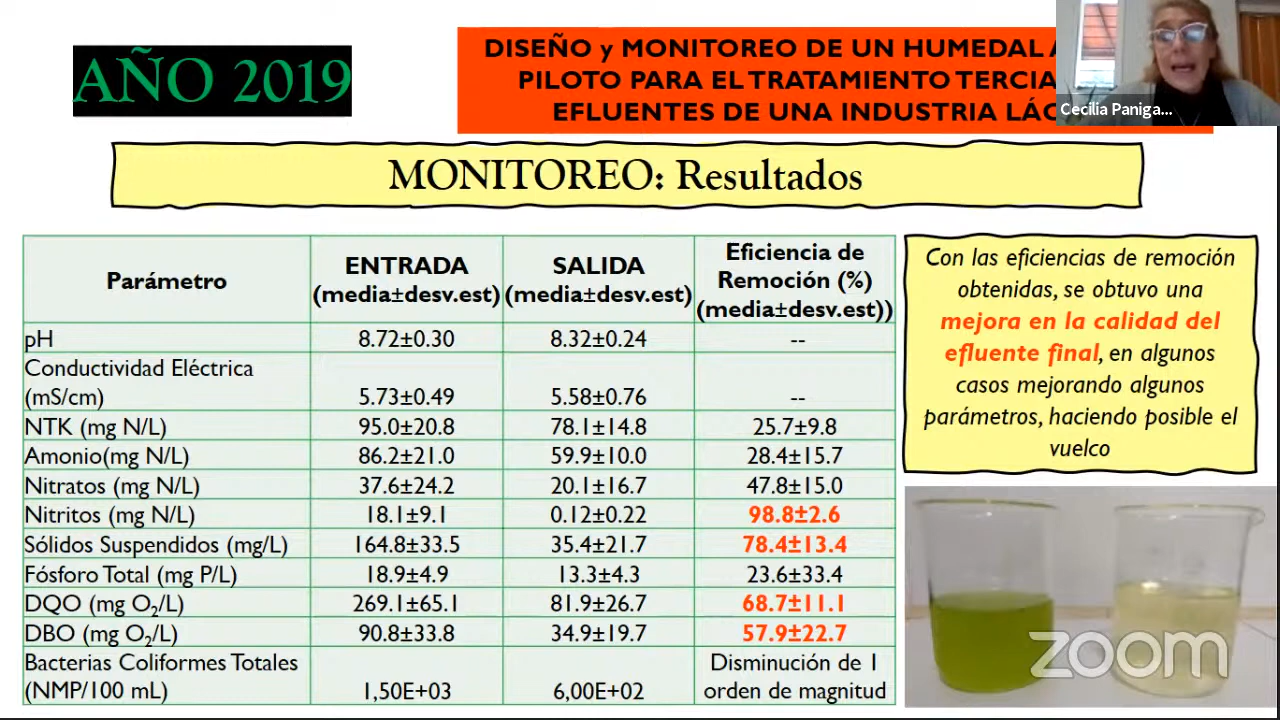 AÑO 2019
DISEÑO y MONITOREO DE UN HUMEDAL
PILOTO PARA EL TRATAMIENTO
EFLUENTES DE UNA INDUSTRIA
Cecilia Paniga...
MONITOREO: Resultados
Parámetro ENTRADA (media±desv.est) SALIDA (media±desv.est) Eficiencia de Remoción (%) (media±desv.est))
pH 8.72±0.30 8.32±0.24 --
Conductividad Eléctrica (mS/cm) 5.73±0.49 5.58±0.76 --
NTK (mg N/L) 95.0±20.8 78.1±14.8 25.7±9.8
Amonio(mg N/L) 86.2±21.0 59.9±10.0 28.4±15.7
Nitratos (mg N/L) 37.6±24.2 20.1±16.7 47.8±15.0
Nitritos (mg N/L) 18.1±9.1 0.12±0.22 98.8±2.6
Sólidos Suspendidos (mg/L) 164.8±33.5 35.4±21.7 78.4±13.4
Fósforo Total (mg P/L) 18.9±4.9 13.3±4.3 23.6±33.4
DQO (mg O₂/L) 269.1±65.1 81.9±26.7 68.7±11.1
DBO (mg O₂/L) 90.8±33.8 34.9±19.7 57.9±22.7
Bacterias Coliformes Totales (NMP/100 mL) 1,50E+03 6,00E+02 Disminución de 1 orden de magnitud
Con las eficiencias de remoción
obtenidas, se obtuvo una
mejora en la calidad del
efluente final, en algunos
casos mejorando algunos
parámetros, haciendo posible el
vuelco
zoom